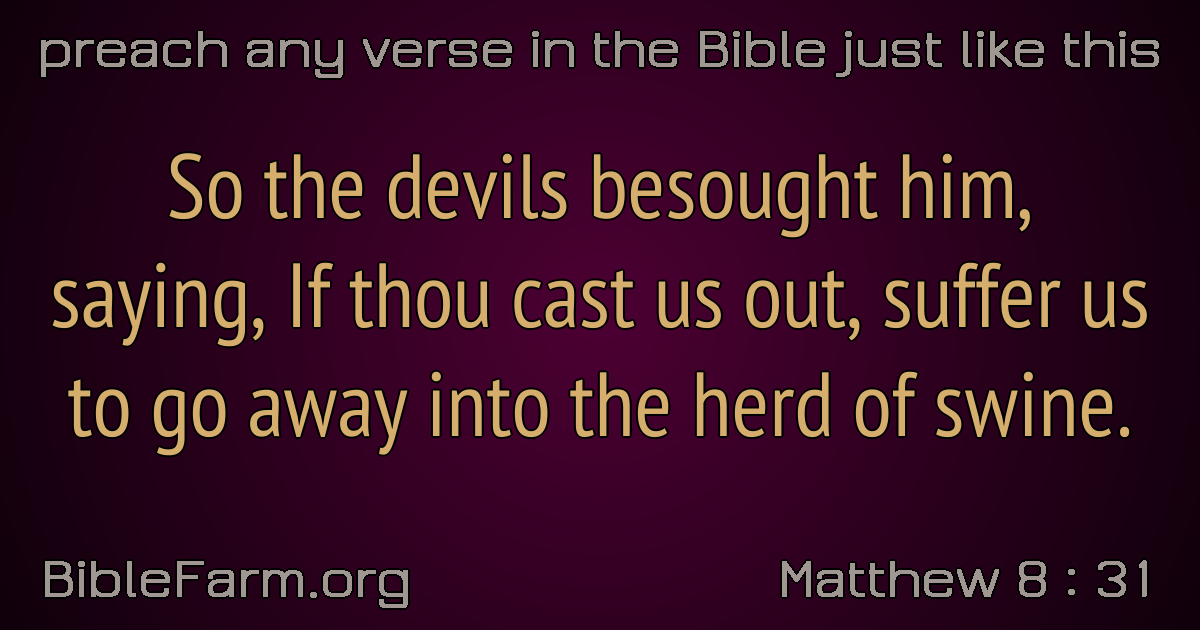 preach any verse in the Bible just like this
So the devils besought him,
saying, If thou cast us out, suffer us
to go away into the herd of swine.
BibleFarm.org
Matthew 8 : 31